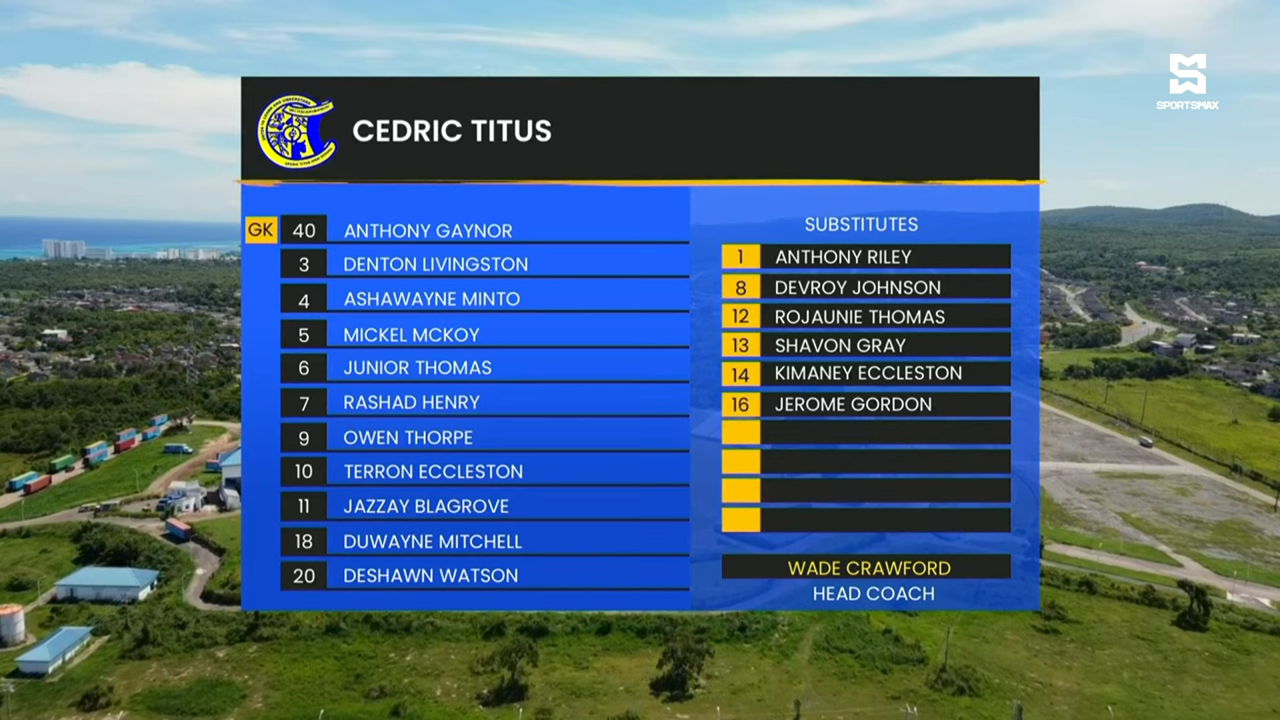 SPORTSMAX
CEDRIC TITUS
GK 40 ANTHONY GAYNOR
3 DENTON LIVINGSTON
4 ASHAWAYNE MINTO
5 MICKEL MCKOY
6 JUNIOR THOMAS
7 RASHAD HENRY
9 OWEN THORPE
10 TERRON ECCLESTON
11 JAZZAY BLAGROVE
18 DUWAYNE MITCHELL
20 DESHAWN WATSON
SUBSTITUTES
1 ANTHONY RILEY
8 DEVROY JOHNSON
12 ROJAUNIE THOMAS
13 SHAVON GRAY
14 KIMANEY ECCLESTON
16 JEROME GORDON
WADE CRAWFORD
HEAD COACH